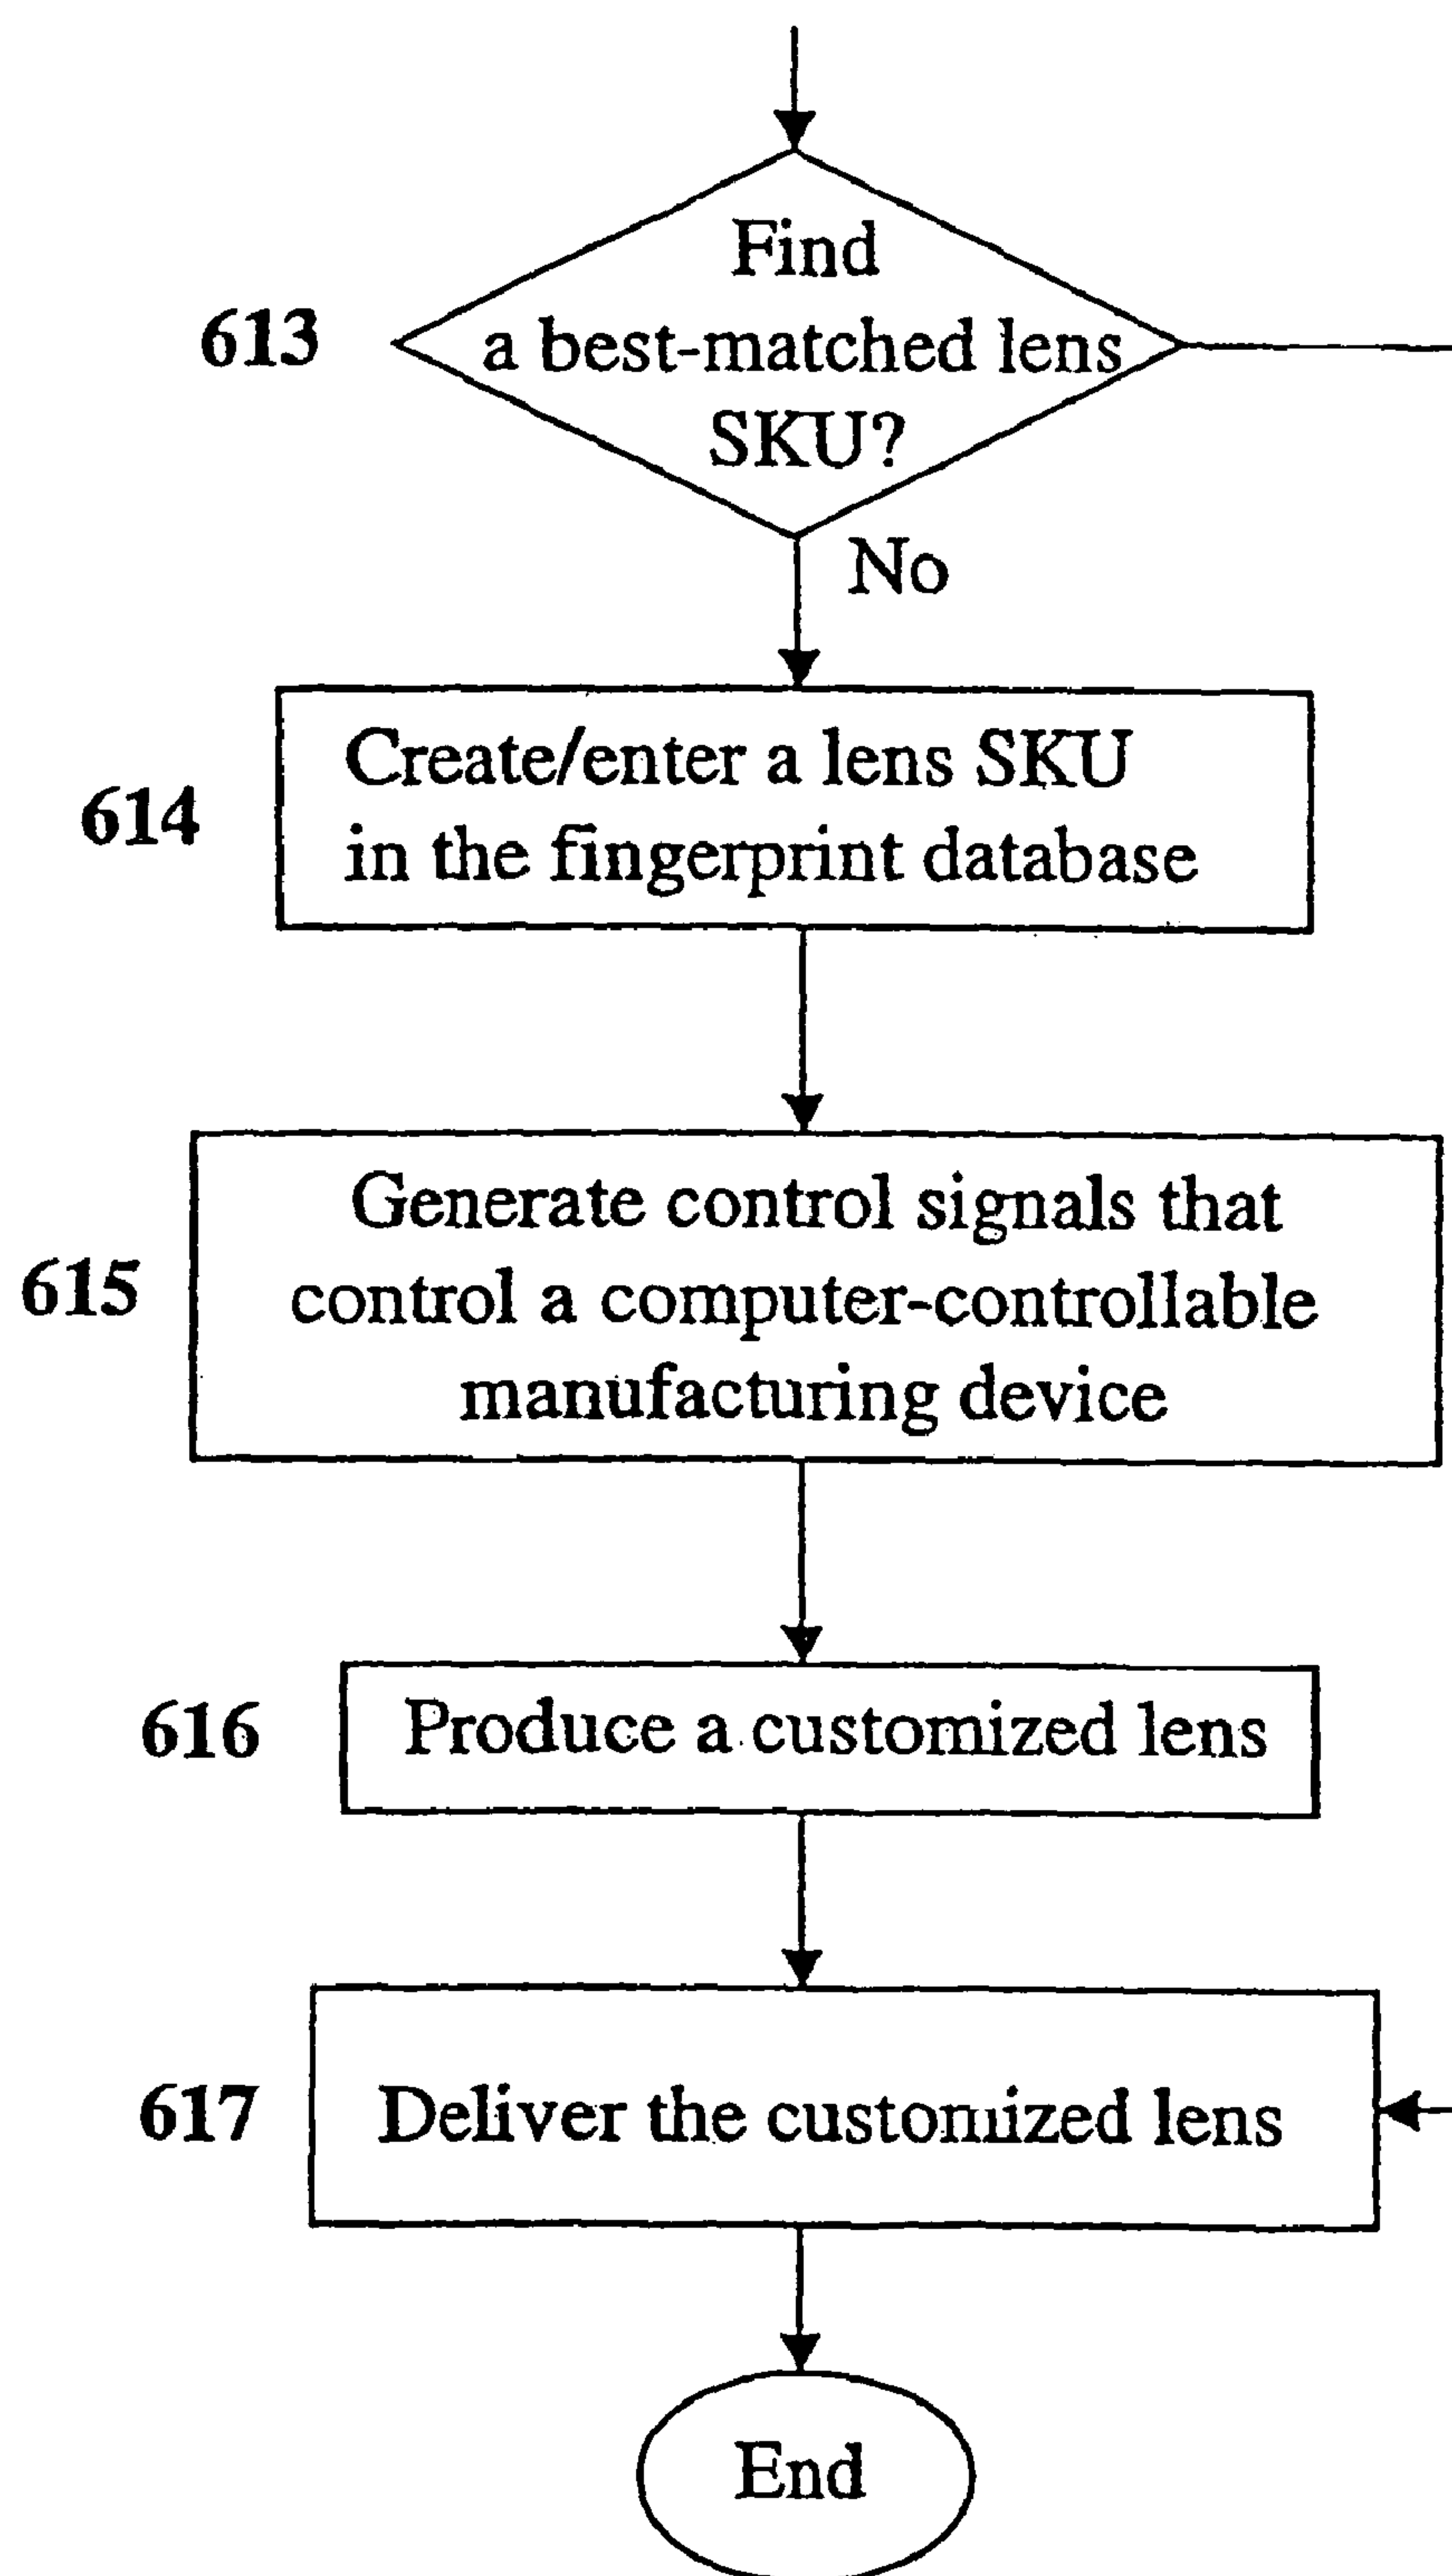 Find
613
a best-matched lens
SKU?
No
Create/enter a lens SKU
614
in the fingerprint database
Generate control signals that
615
control a computer-controllable
manufacturing device
616
Produce a customized lens
617
Deliver the customized lens
End